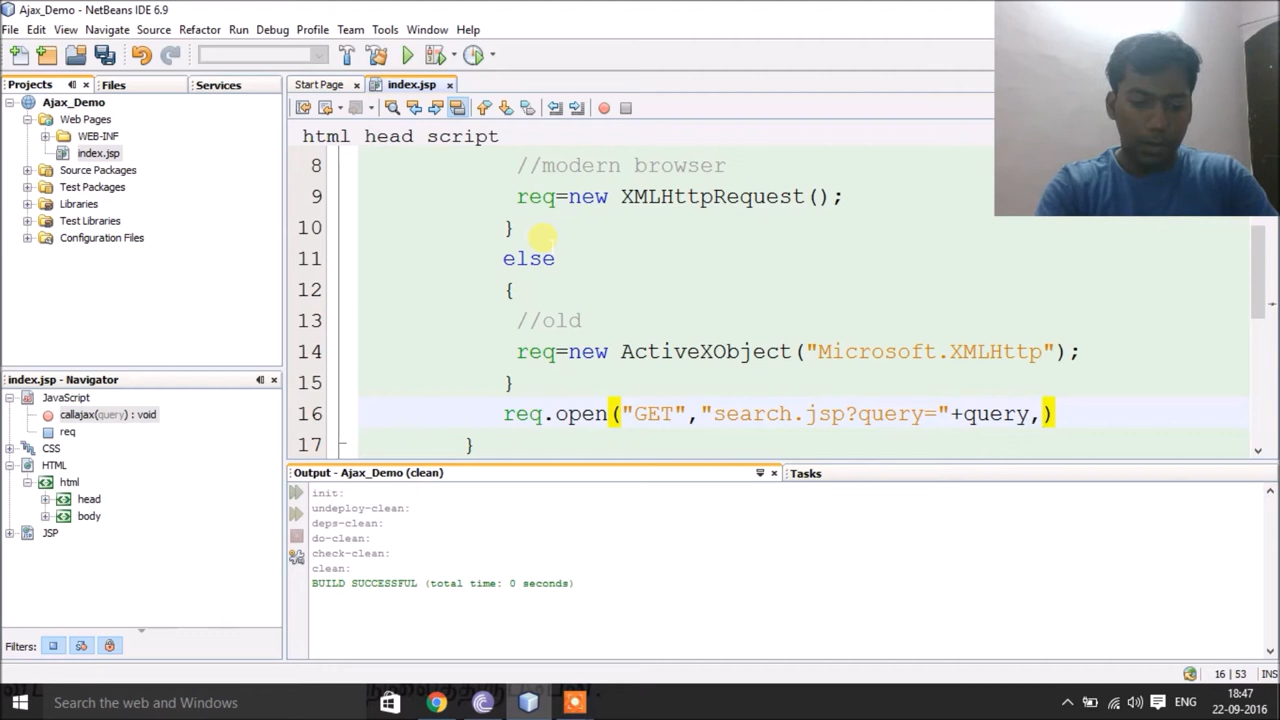 Ajax_Demo - NetBeans IDE 6.9
File Edit View Navigate Source Refactor Run Debug Profile Team Tools Window Help
Projects Files Services
Start Page index.jsp
Ajax_Demo
Web Pages
WEB-INF
index.jsp
Source Packages
Test Packages
Libraries
Test Libraries
Configuration Files
html head script
8 //modern browser
9 req=new XMLHttpRequest();
10 }
11 else
12 {
13 //old
14 req=new ActiveXObject("Microsoft.XMLHttp");
15 }
16 req.open("GET","search.jsp?query="+query,)
17 }
index.jsp - Navigator
JavaScript
callajax(query) : void
req
CSS
HTML
html
head
body
JSP
Filters:
Output - Ajax_Demo (clean) Tasks
init:
undeploy-clean:
deps-clean:
do-clean:
check-clean:
clean:
BUILD SUCCESSFUL (total time: 0 seconds)
16 | 53 INS
Search the web and Windows
ENG
18:47
22-09-2016